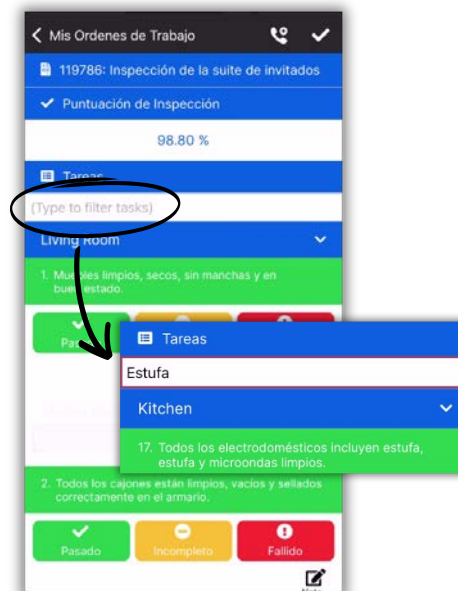 Mis Ordenes de Trabajo
119786: Inspección de la suite de invitados
Puntuación de Inspección
98.80 %
Tareas
(Type to filter tasks)
Living Room
1. Muebles limpios, secos, sin manchas y en
buen estado.
Tareas
Estufa
Kitchen
17. Todos los electrodomésticos incluyen estufa,
estufa y microondas limpios.
2. Todos los cajones están limpios, vacíos y sellados
correctamente en el armario.
Pasado Incompleto Fallido